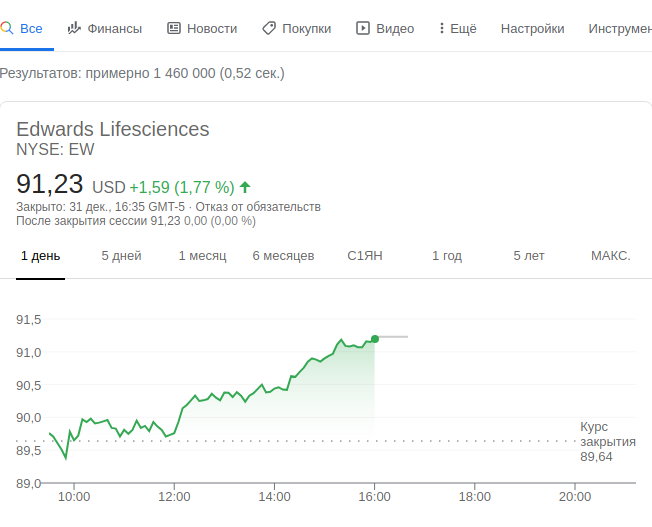 Все Финансы Новости Покупки Видео Ещё Настройки Инструмен
Результатов: примерно 1 460 000 (0,52 сек.)
Edwards Lifesciences
NYSE: EW
91,23 USD +1,59 (1,77 %)
Закрыто: 31 дек., 16:35 GMT-5 · Отказ от обязательств
После закрытия сессии 91,23 0,00 (0,00 %)
1 день 5 дней 1 месяц 6 месяцев С1ЯН 1 год 5 лет МАКС.
91,5
91,0
90,5
90,0
89,5
89,0
Курс
закрытия
89,64
10:00 12:00 14:00 16:00 18:00 20:00